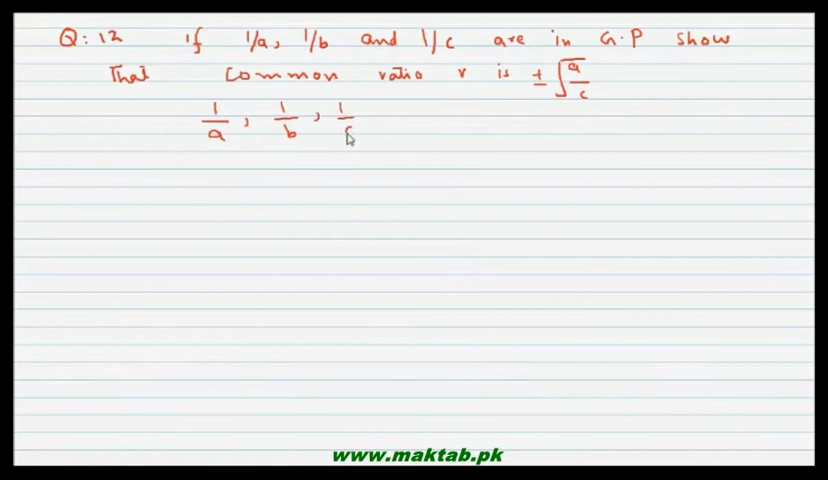 Q: 12 If 1/a, 1/b and 1/c are in G.P show
That common ratio r is ± √a/c
1/a , 1/b , 1/c
www.maktab.pk